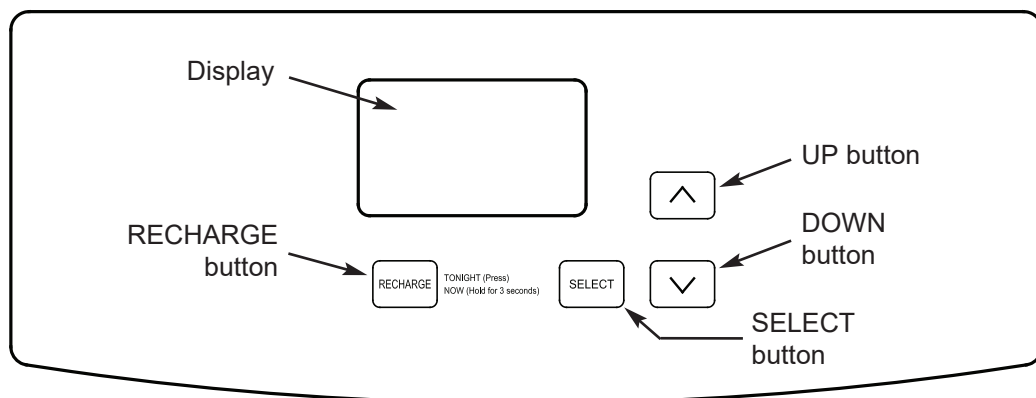 Display
UP button
RECHARGE
button
DOWN
button
RECHARGE
TONIGHT (Press)
NOW (Hold for 3 seconds)
SELECT
SELECT
button